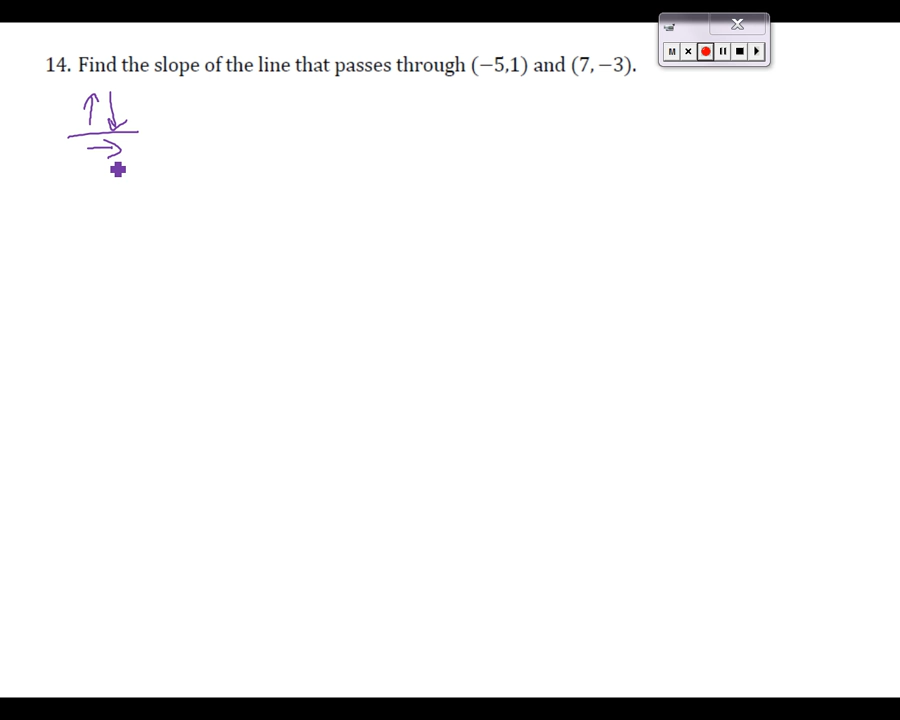 14. Find the slope of the line that passes through (−5,1) and (7, −3).
↑↓
→
M